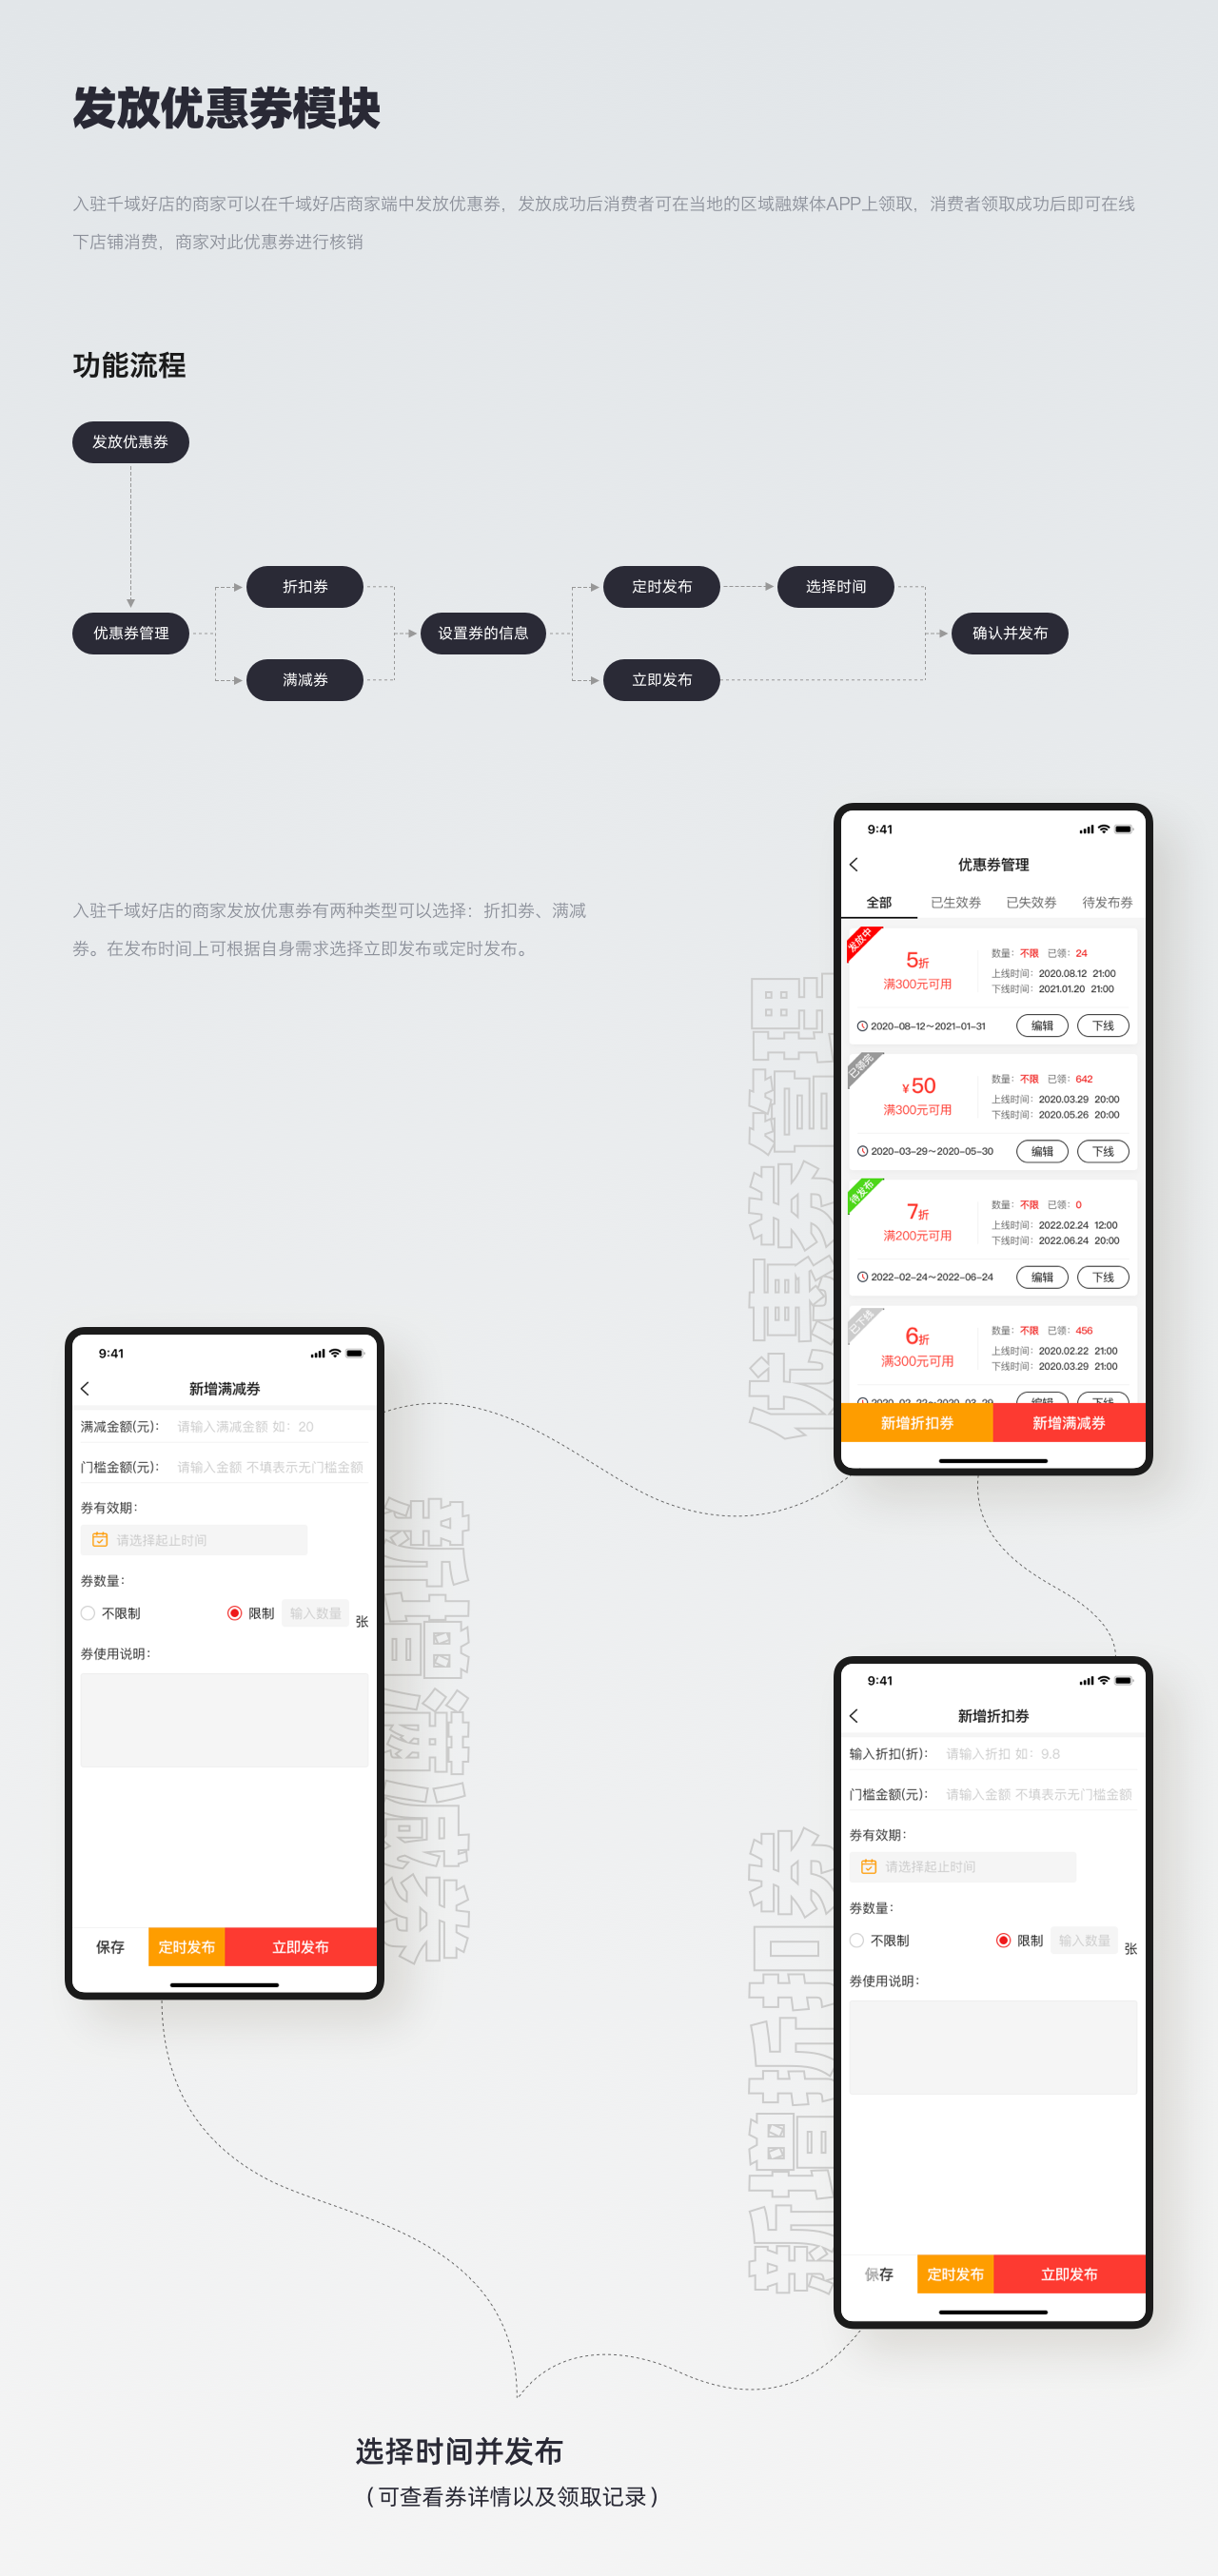 发放优惠券模块
入驻千域好店的商家可以在千域好店商家端中发放优惠券，发放成功后消费者可在当地的区域融媒体APP上领取，消费者领取成功后即可在线
下店铺消费，商家对此优惠券进行核销
功能流程
发放优惠券
折扣券
定时发布
选择时间
优惠券管理
设置券的信息
确认并发布
满减券
立即发布
入驻千域好店的商家发放优惠券有两种类型可以选择：折扣券、满减
券。在发布时间上可根据自身需求选择立即发布或定时发布。
优惠券管理
9:41
优惠券管理
全部 已生效券 已失效券 待发布券
发放中
5折
满300元可用
数量：不限 已领：24
上线时间：2020.08.12 21:00
下线时间：2021.01.20 21:00
2020-08-12～2021-01-31 编辑 下线
已领完
¥50
满300元可用
数量：不限 已领：642
上线时间：2020.03.29 20:00
下线时间：2020.05.26 20:00
2020-03-29～2020-05-30 编辑 下线
待发布
7折
满200元可用
数量：不限 已领：0
上线时间：2022.02.24 12:00
下线时间：2022.06.24 20:00
2022-02-24～2022-06-24 编辑 下线
已下线
6折
满300元可用
数量：不限 已领：456
上线时间：2020.02.22 21:00
下线时间：2020.03.29 21:00
2020-02-22～2020-03-29 编辑 下线
新增折扣券 新增满减券
9:41
新增满减券
满减金额(元)： 请输入满减金额 如：20
门槛金额(元)： 请输入金额 不填表示无门槛金额
券有效期：
请选择起止时间
券数量：
不限制 限制 输入数量 张
券使用说明：
保存 定时发布 立即发布
新增满减券
新增折扣券
9:41
新增折扣券
输入折扣(折)： 请输入折扣 如：9.8
门槛金额(元)： 请输入金额 不填表示无门槛金额
券有效期：
请选择起止时间
券数量：
不限制 限制 输入数量 张
券使用说明：
保存 定时发布 立即发布
选择时间并发布
（可查看券详情以及领取记录）